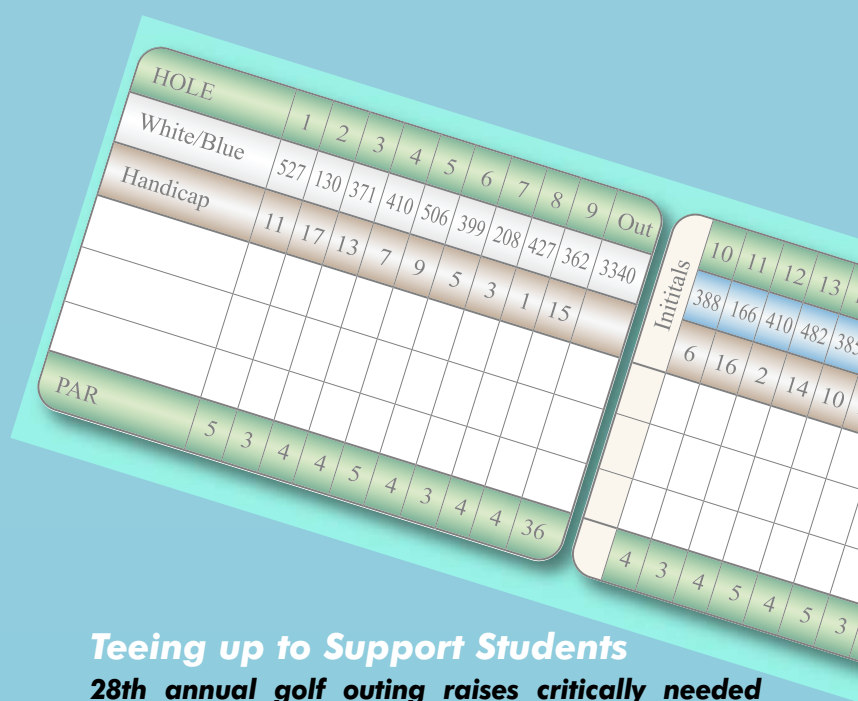 HOLE 1 2 3 4 5 6 7 8 9 Out
White/Blue 527 130 371 410 506 399 208 427 362 3340
Handicap 11 17 13 7 9 5 3 1 15
PAR 5 3 4 4 5 4 3 4 4 36
Inititals
10 11 12 13
388 166 410 482 385
6 16 2 14 10
4 3 4 5 4 5 3
Teeing up to Support Students
28th annual golf outing raises critically needed